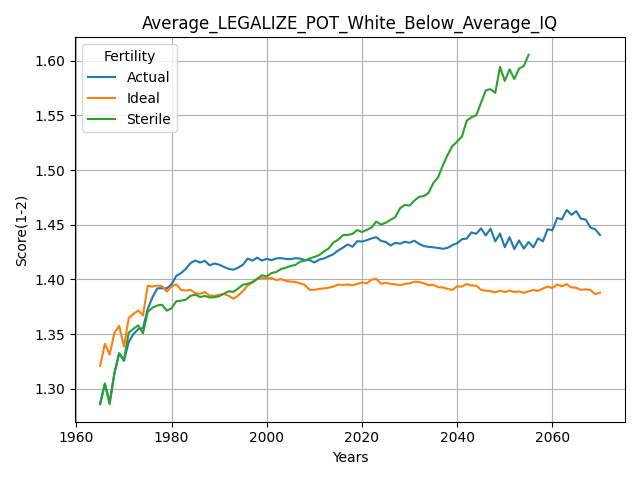 Average_LEGALIZE_POT_White_Below_Average_IQ
Fertility
Actual
Ideal
Sterile
Score(1-2)
1.60
1.55
1.50
1.45
1.40
1.35
1.30
1960
1980
2000
2020
2040
2060
Years